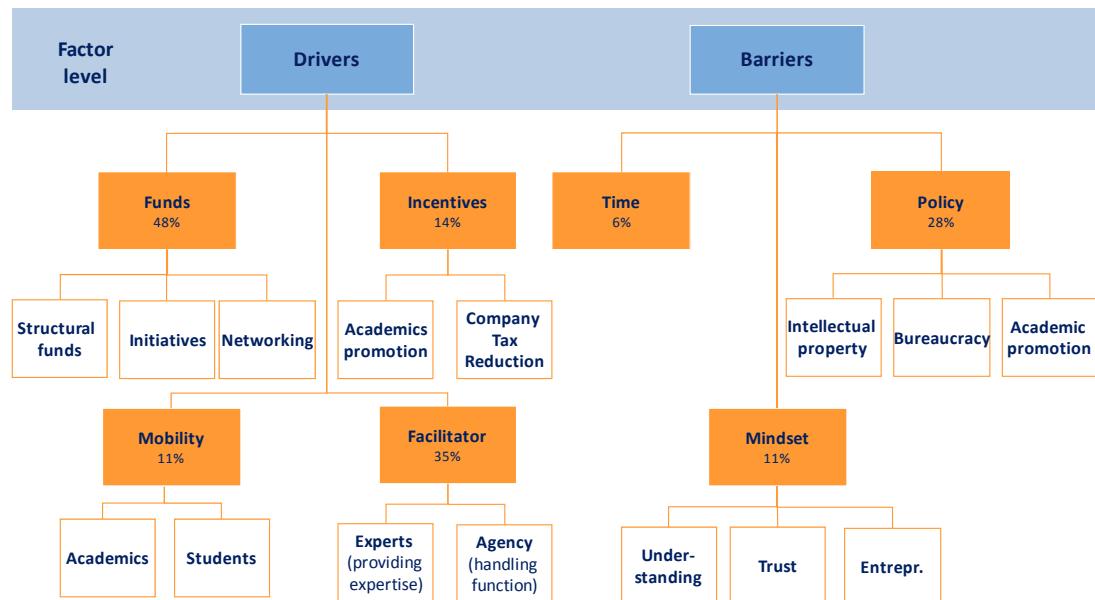 Factor
level
Drivers
Barriers
Funds
48%
Incentives
14%
Time
6%
Policy
28%
Structural
funds
Initiatives
Networking
Academics
promotion
Company
Tax
Reduction
Intellectual
property
Bureaucracy
Academic
promotion
Mobility
11%
Facilitator
35%
Mindset
11%
Academics
Students
Experts
(providing
expertise)
Agency
(handling
function)
Under-
standing
Trust
Entrepr.